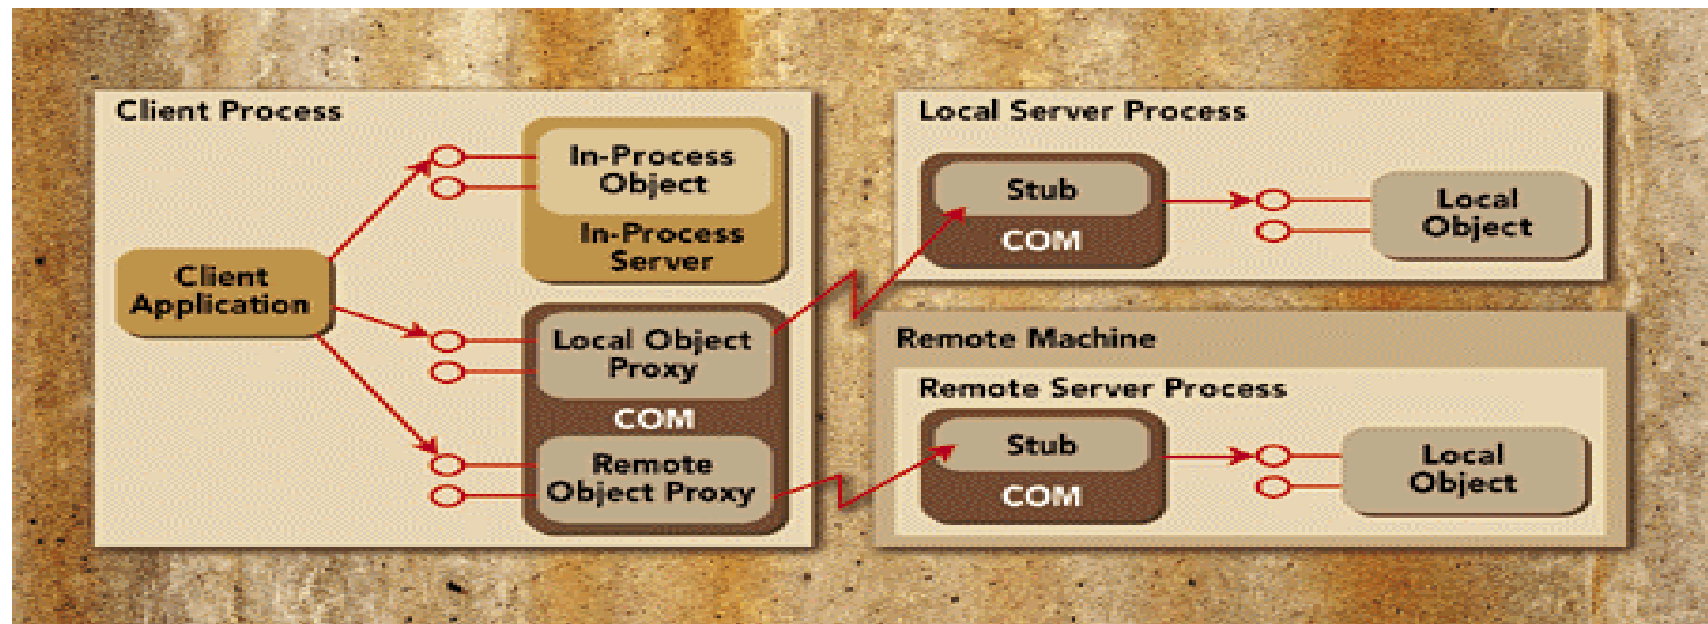 Client Process
In-Process
Object
In-Process
Server
Client
Application
Local Object
Proxy
COM
Remote
Object Proxy
Local Server Process
Stub
COM
Local
Object
Remote Machine
Remote Server Process
Stub
COM
Local
Object